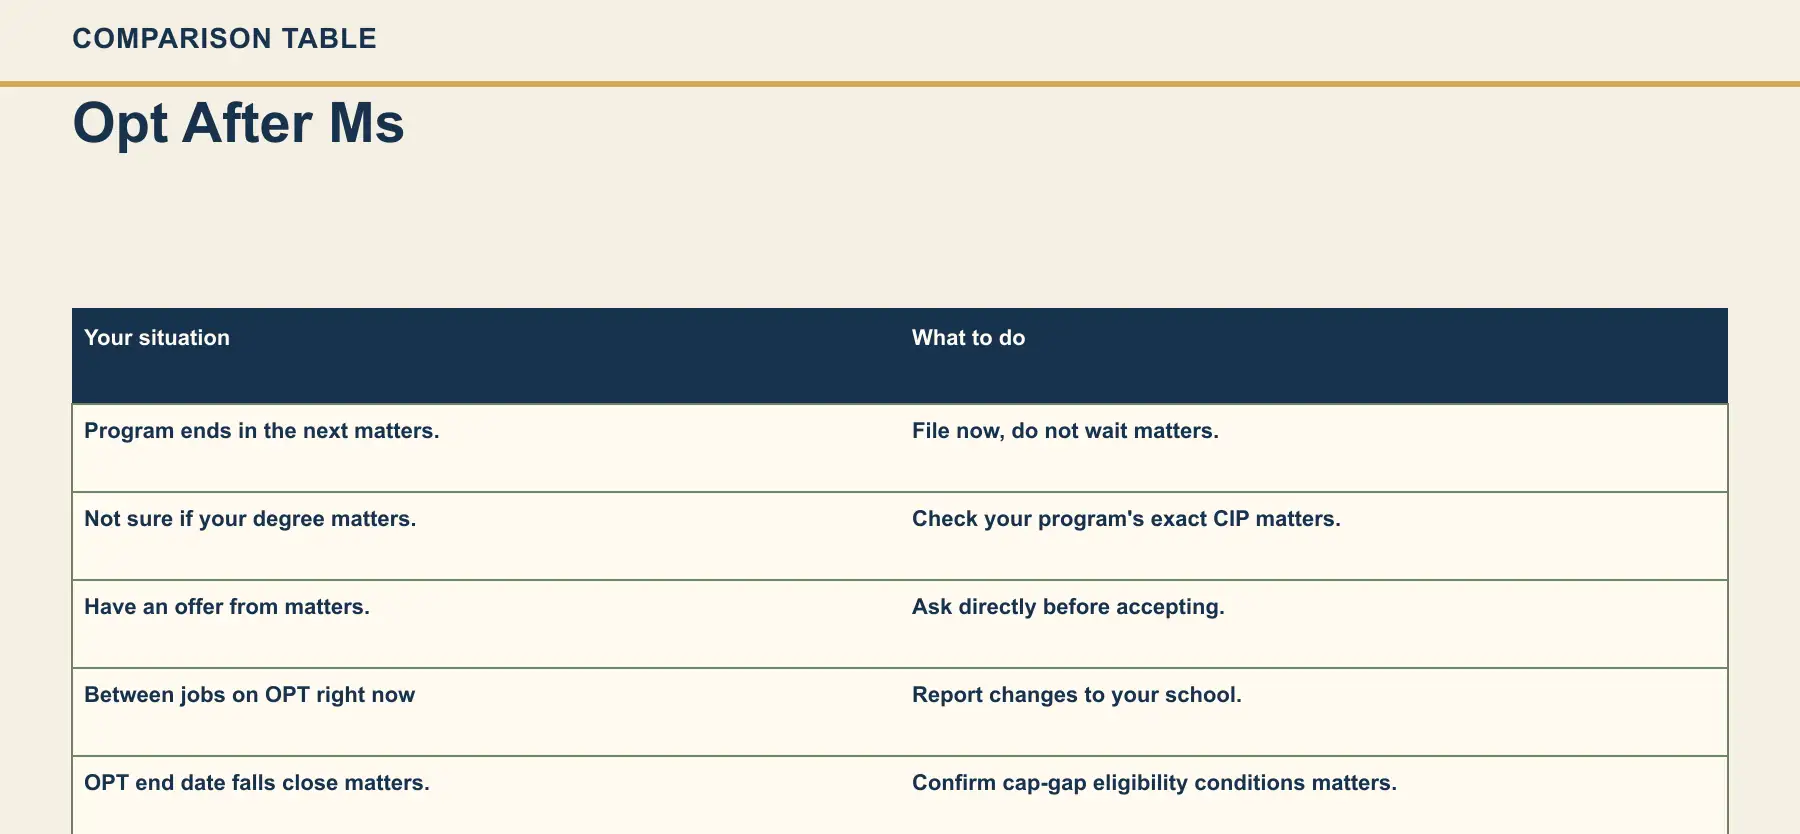 COMPARISON TABLE
Opt After Ms
Your situation What to do
Program ends in the next matters. File now, do not wait matters.
Not sure if your degree matters. Check your program's exact CIP matters.
Have an offer from matters. Ask directly before accepting.
Between jobs on OPT right now Report changes to your school.
OPT end date falls close matters. Confirm cap-gap eligibility conditions matters.